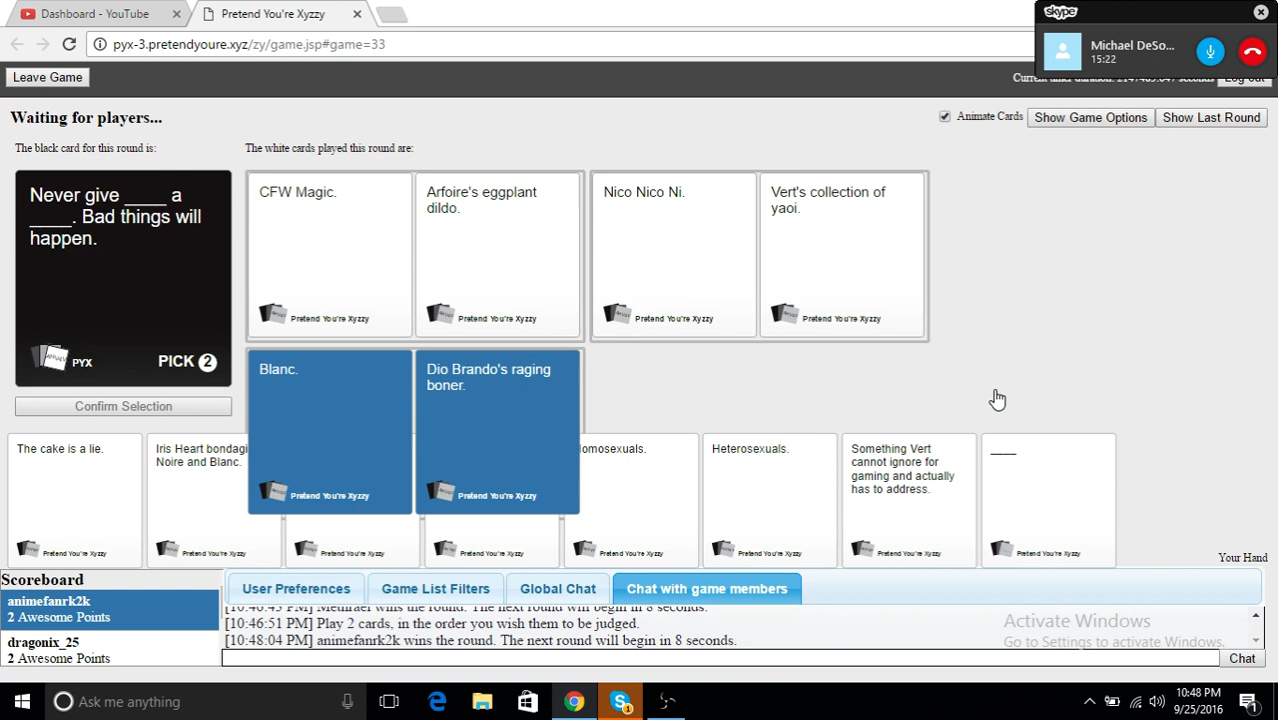 Dashboard - YouTube
Pretend You're Xyzzy
pyx-3.pretendyoure.xyz/zy/game.jsp#game=33
skype
Michael DeSo...
15:22
Leave Game
Waiting for players...
Animate Cards
Show Game Options
Show Last Round
The black card for this round is:
The white cards played this round are:
Never give ____ a
____. Bad things will
happen.
PYX
PICK 2
Confirm Selection
CFW Magic.
Pretend You're Xyzzy
Arfoire's eggplant
dildo.
Pretend You're Xyzzy
Nico Nico Ni.
Pretend You're Xyzzy
Vert's collection of
yaoi.
Pretend You're Xyzzy
Blanc.
Pretend You're Xyzzy
Dio Brando's raging
boner.
Pretend You're Xyzzy
The cake is a lie.
Pretend You're Xyzzy
Iris Heart bondagi
Noire and Blanc.
Pretend You're Xyzzy
Pretend You're Xyzzy
Pretend You're Xyzzy
omosexuals.
Pretend You're Xyzzy
Heterosexuals.
Pretend You're Xyzzy
Something Vert
cannot ignore for
gaming and actually
has to address.
Pretend You're Xyzzy
____
Pretend You're Xyzzy
Your Hand
Scoreboard
animefanrk2k
2 Awesome Points
dragonix_25
2 Awesome Points
User Preferences
Game List Filters
Global Chat
Chat with game members
wins the round. The next round will begin in 8 seconds.
[10:46:51 PM] Play 2 cards, in the order you wish them to be judged.
[10:48:04 PM] animefanrk2k wins the round. The next round will begin in 8 seconds.
Chat
Activate Windows
Go to Settings to activate Windows.
Ask me anything
10:48 PM
9/25/2016